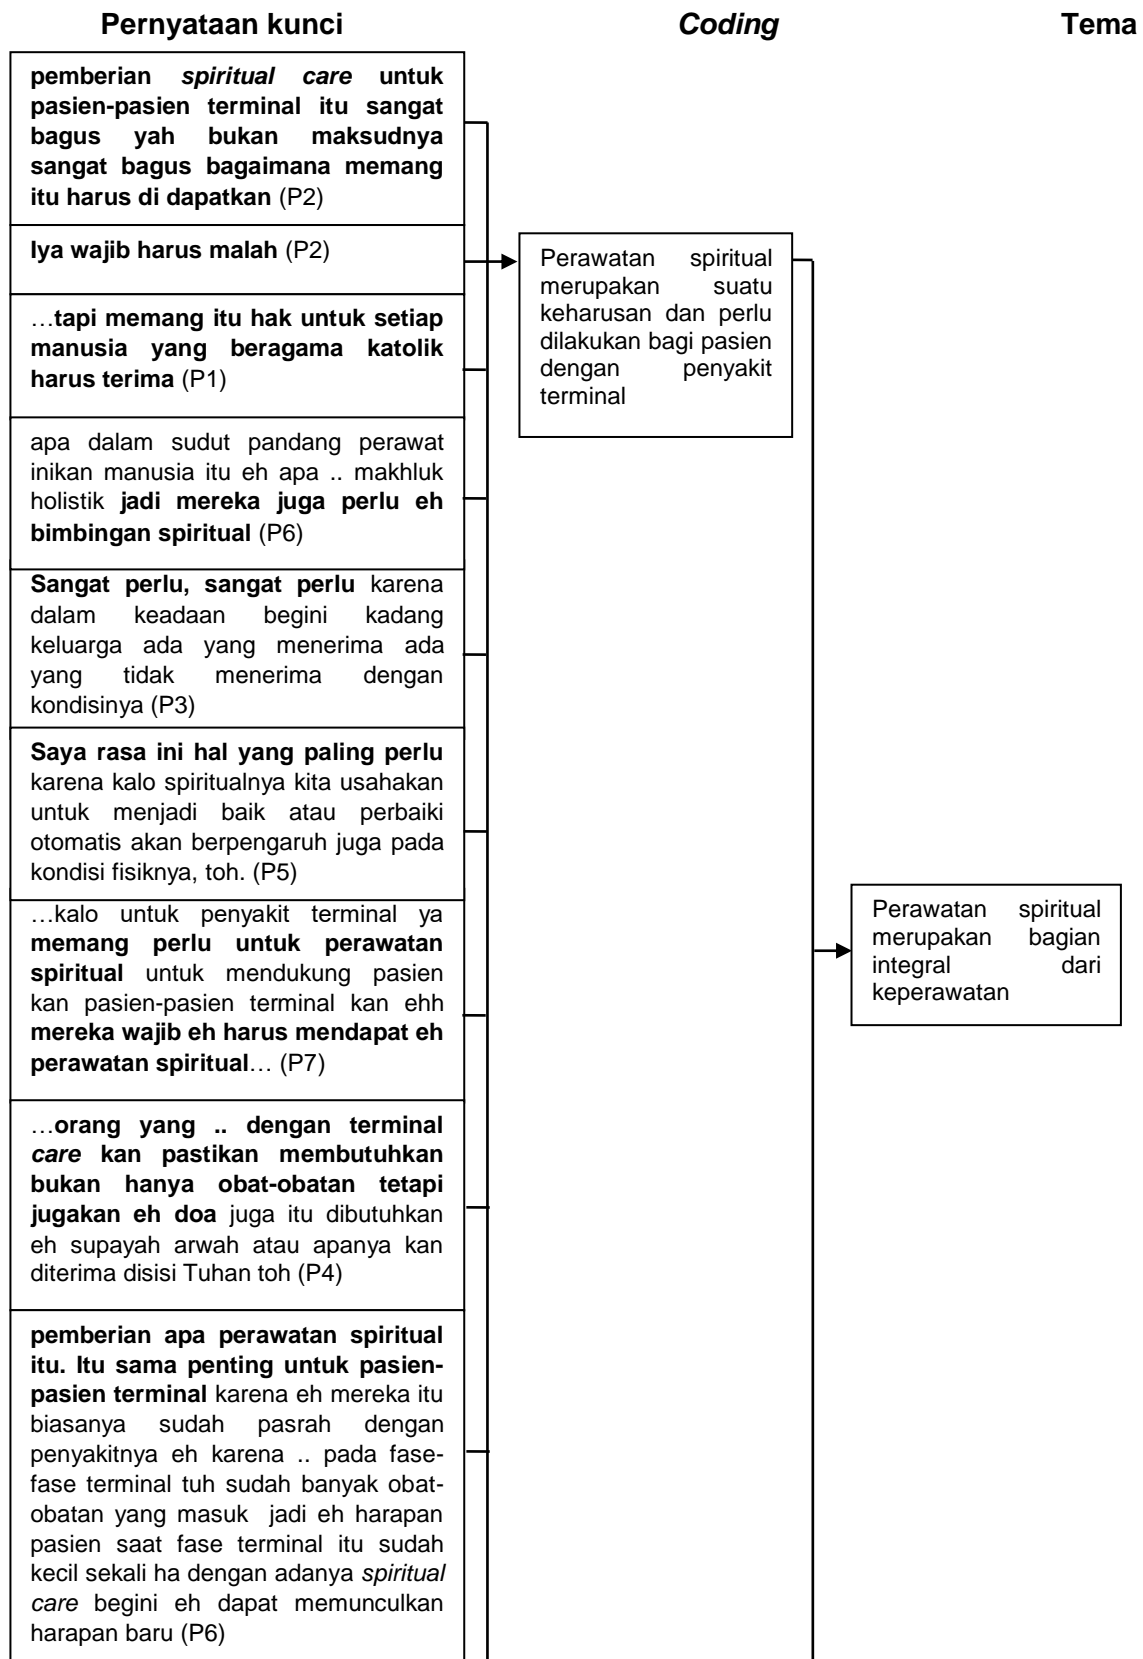 Pernyataan kunci
Coding
Tema
pemberian spiritual care untuk
pasien-pasien terminal itu sangat
bagus yah bukan maksudnya
sangat bagus bagaimana memang
itu harus di dapatkan (P2)
Iya wajib harus malah (P2)
…tapi memang itu hak untuk setiap
manusia yang beragama katolik
harus terima (P1)
apa dalam sudut pandang perawat
inikan manusia itu eh apa .. makhluk
holistik jadi mereka juga perlu eh
bimbingan spiritual (P6)
Sangat perlu, sangat perlu karena
dalam keadaan begini kadang
keluarga ada yang menerima ada
yang tidak menerima dengan
kondisinya (P3)
Saya rasa ini hal yang paling perlu
karena kalo spiritualnya kita usahakan
untuk menjadi baik atau perbaiki
otomatis akan berpengaruh juga pada
kondisi fisiknya, toh. (P5)
…kalo untuk penyakit terminal ya
memang perlu untuk perawatan
spiritual untuk mendukung pasien
kan pasien-pasien terminal kan ehh
mereka wajib eh harus mendapat eh
perawatan spiritual… (P7)
…orang yang .. dengan terminal
care kan pastikan membutuhkan
bukan hanya obat-obatan tetapi
jugakan eh doa juga itu dibutuhkan
eh supayah arwah atau apanya kan
diterima disisi Tuhan toh (P4)
pemberian apa perawatan spiritual
itu. Itu sama penting untuk pasien-
pasien terminal karena eh mereka itu
biasanya sudah pasrah dengan
penyakitnya eh karena .. pada fase-
fase terminal tuh sudah banyak obat-
obatan yang masuk jadi eh harapan
pasien saat fase terminal itu sudah
kecil sekali ha dengan adanya spiritual
care begini eh dapat memunculkan
harapan baru (P6)
Perawatan spiritual
merupakan suatu
keharusan dan perlu
dilakukan bagi pasien
dengan penyakit
terminal
Perawatan spiritual
merupakan bagian
integral dari
keperawatan